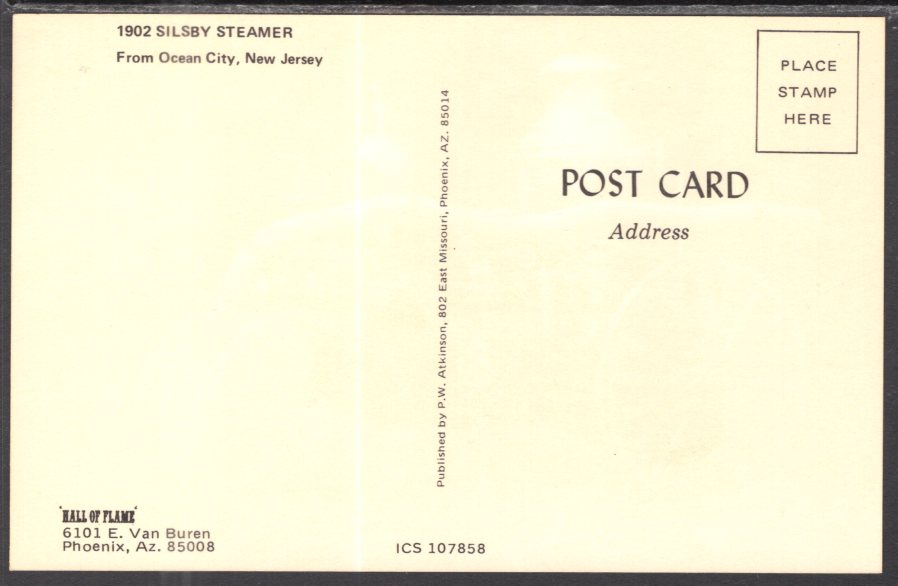 1902 SILSBY STEAMER
From Ocean City, New Jersey
'HALL OF FLAME'
6101 E. Van Buren
Phoenix, Az. 85008
Published by P.W. Atkinson, 802 East Missouri, Phoenix, AZ. 85014
ICS 107858
PLACE
STAMP
HERE
POST CARD
Address